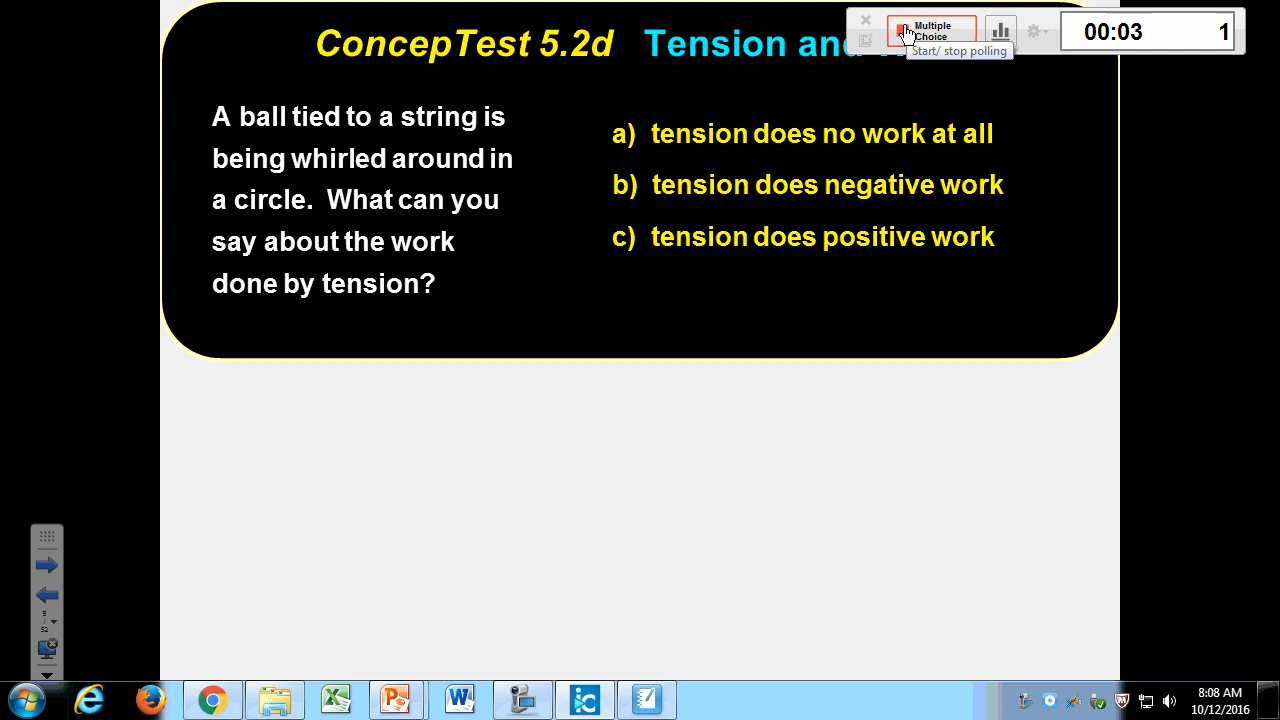 ConcepTest 5.2d Tension and
Multiple
Choice
Start/ stop polling
00:03 1
A ball tied to a string is
being whirled around in
a circle. What can you
say about the work
done by tension?
a) tension does no work at all
b) tension does negative work
c) tension does positive work
8:08 AM
10/12/2016